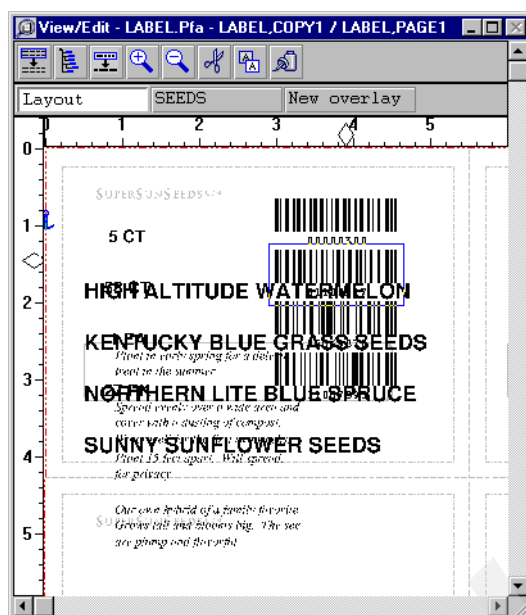 View/Edit - LABEL.Pfa - LABEL,COPY1 / LABEL,PAGE1
Layout SEEDS New overlay
1 2 3 4 5
0
SUPERSUNSEEDS
1
5 CT
HIGH ALTITUDE WATERMELON
2
KENTUCKY BLUE GRASS SEEDS
Plant in early spring for a
treat in the summer
3
NORTHERN LITE BLUE SPRUCE
Spread evenly over a wide area and
cover with a dusting of compost.
SUNNY SUNFLOWER SEEDS
4
Plant 15 feet apart. Will spread
for privacy
Our own hybrid of a family favorite
Grows tall and blooms big. The see
5
are plump and flavorful